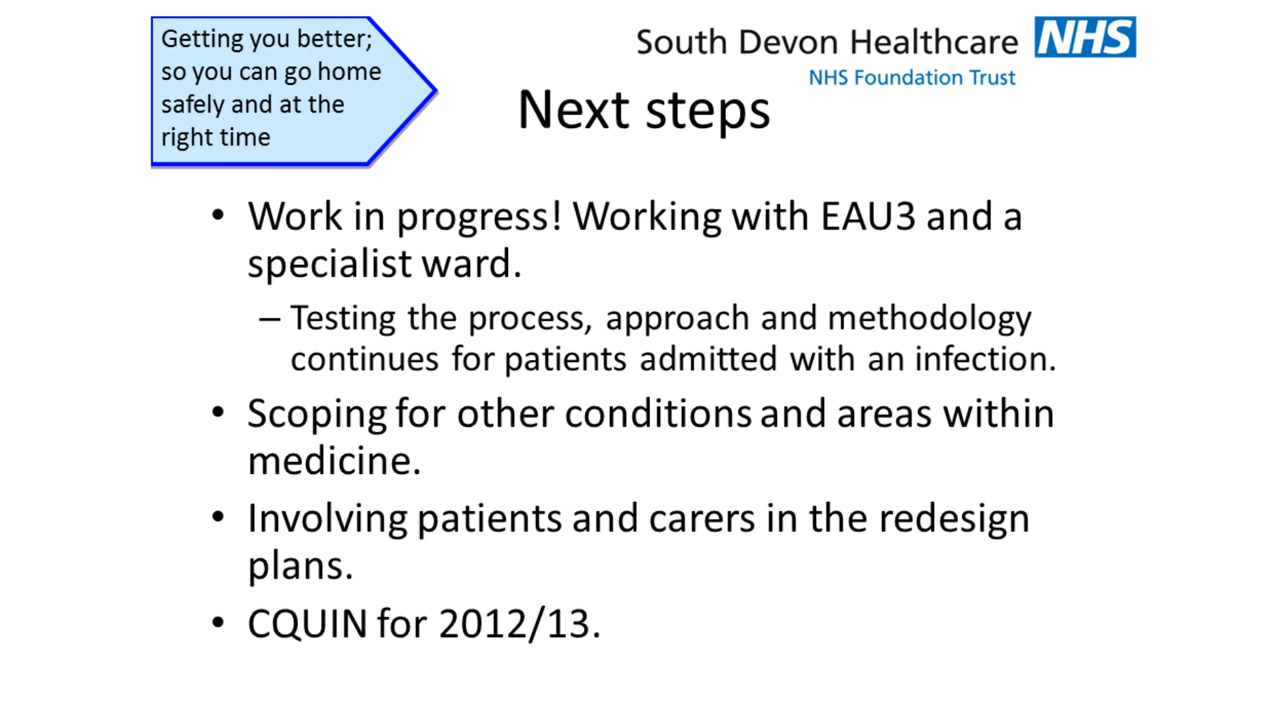 Getting you better;
so you can go home
safely and at the
right time
South Devon Healthcare NHS
NHS Foundation Trust
Next steps
• Work in progress! Working with EAU3 and a
specialist ward.
– Testing the process, approach and methodology
continues for patients admitted with an infection.
• Scoping for other conditions and areas within
medicine.
• Involving patients and carers in the redesign
plans.
• CQUIN for 2012/13.